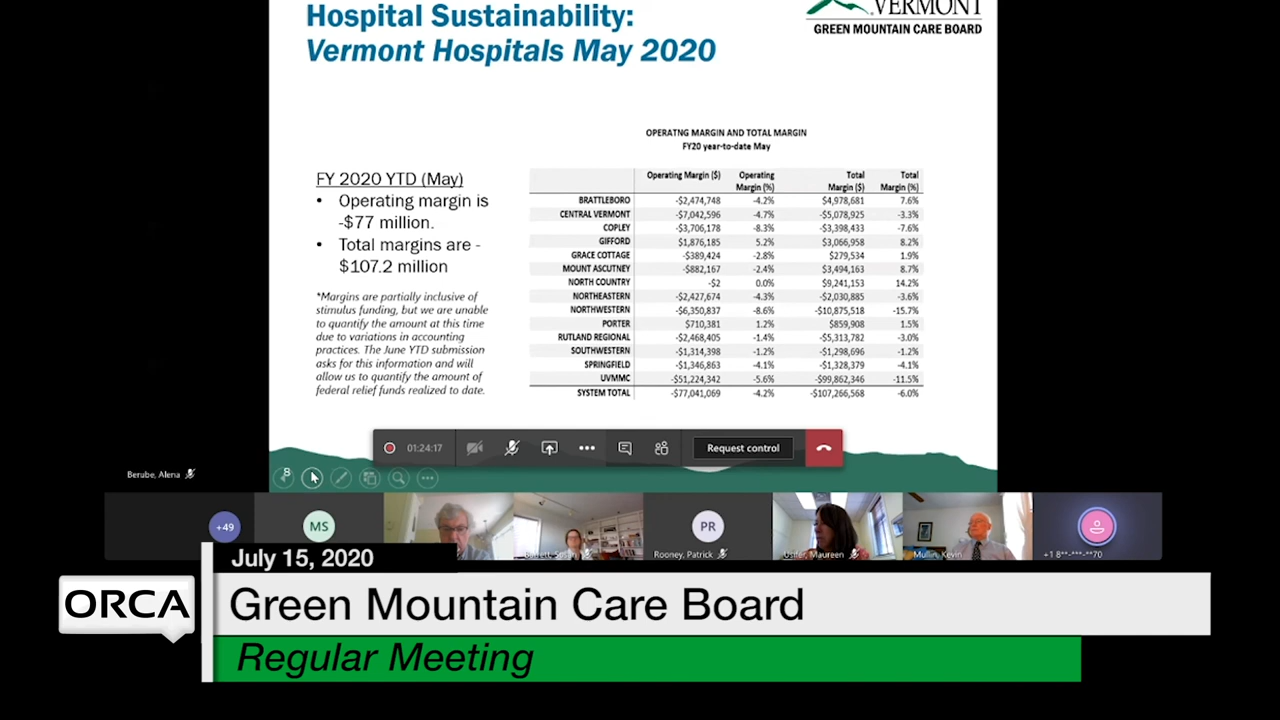 Hospital Sustainability:
Vermont Hospitals May 2020
VERMONT
GREEN MOUNTAIN CARE BOARD
OPERATNG MARGIN AND TOTAL MARGIN
FY20 year-to-date May
FY 2020 YTD (May)
• Operating margin is
-$77 million.
• Total margins are -
$107.2 million
*Margins are partially inclusive of
stimulus funding, but we are unable
to quantify the amount at this time
due to variations in accounting
practices. The June YTD submission
asks for this information and will
allow us to quantify the amount of
federal relief funds realized to date.
Operating Margin ($) Operating Margin (%) Total Margin ($) Total Margin (%)
BRATTLEBORO -$2,474,748 -4.2% $4,978,681 7.6%
CENTRAL VERMONT -$7,042,596 -4.7% -$5,078,925 -3.3%
COPLEY -$3,706,178 -8.3% -$3,398,433 -7.6%
GIFFORD $1,876,185 5.2% $3,066,958 8.2%
GRACE COTTAGE -$389,424 -2.8% $279,534 1.9%
MOUNT ASCUTNEY -$882,167 -2.4% $3,494,163 8.7%
NORTH COUNTRY -$2 0.0% $9,241,153 14.2%
NORTHEASTERN -$2,427,674 -4.3% -$2,030,885 -3.6%
NORTHWESTERN -$6,350,837 -8.6% -$10,875,518 -15.7%
PORTER $710,381 1.2% $859,908 1.5%
RUTLAND REGIONAL -$2,468,405 -1.4% -$5,313,782 -3.0%
SOUTHWESTERN -$1,314,398 -1.2% -$1,298,696 -1.2%
SPRINGFIELD -$1,346,863 -4.1% -$1,328,379 -4.1%
UVMMC -$51,224,342 -5.6% -$99,862,346 -11.5%
SYSTEM TOTAL -$77,041,069 -4.2% -$107,266,568 -6.0%
01:24:17
Request control
8
Berube, Alena
+49
MS
PR
Rooney, Patrick
Usifer, Maureen
Mullin, Kevin
+1 8**-***-**70
July 15, 2020
ORCA
Green Mountain Care Board
Regular Meeting